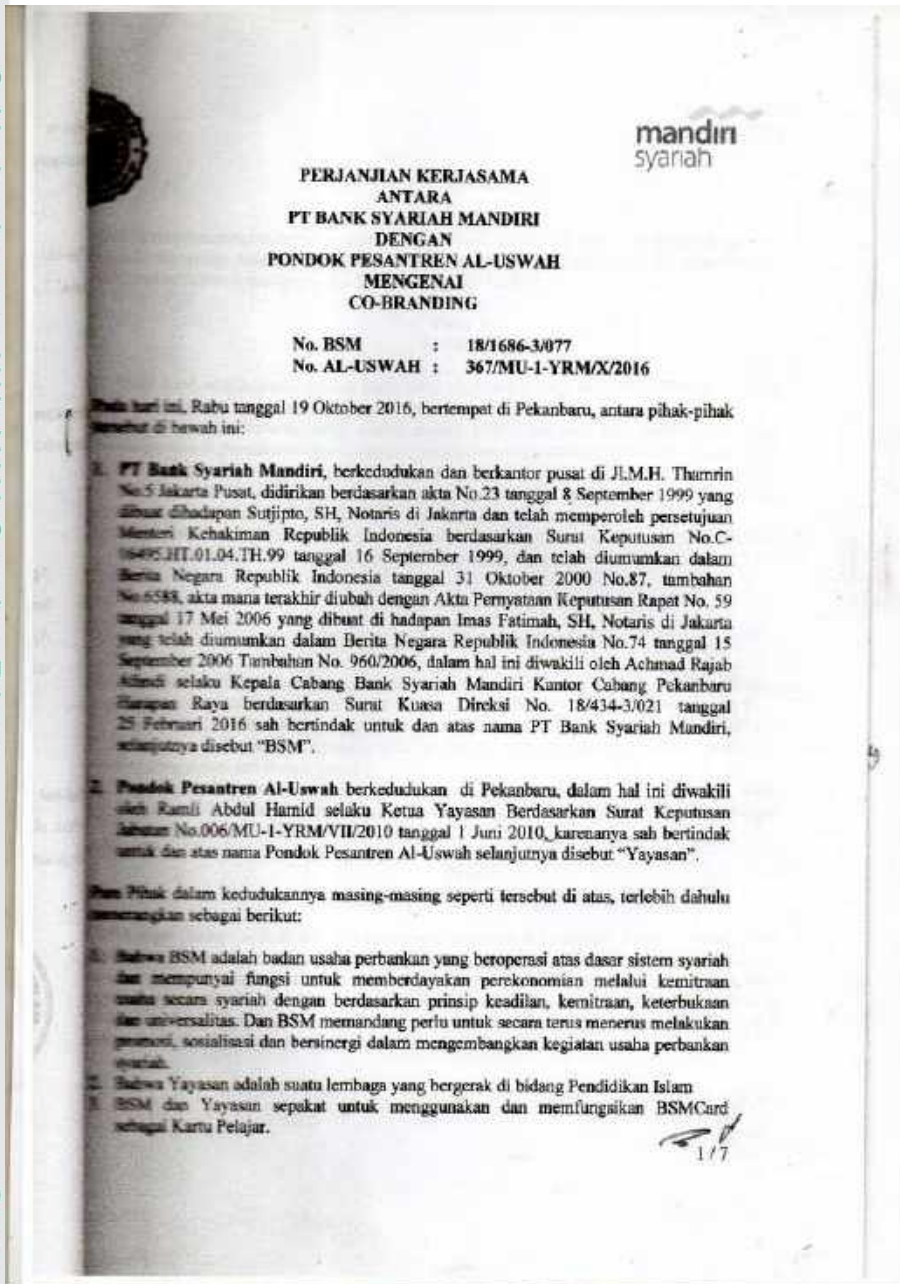 mandiri
syariah
PERJANJIAN KERJASAMA
ANTARA
PT BANK SYARIAH MANDIRI
DENGAN
PONDOK PESANTREN AL-USWAH
MENGENAI
CO-BRANDING
No. BSM : 18/1686-3/077
No. AL-USWAH : 367/MU-1-YRM/X/2016
Pada hari ini, Rabu tanggal 19 Oktober 2016, bertempat di Pekanbaru, antara pihak-pihak
tersebut di bawah ini:
1. PT Bank Syariah Mandiri, berkedudukan dan berkantor pusat di Jl.M.H. Thamrin
No.5 Jakarta Pusat, didirikan berdasarkan akta No.23 tanggal 8 September 1999 yang
dibuat dihadapan Sutjipto, SH, Notaris di Jakarta dan telah memperoleh persetujuan
Menteri Kehakiman Republik Indonesia berdasarkan Surat Keputusan No.C-
16495.HT.01.04.TH.99 tanggal 16 September 1999, dan telah diumumkan dalam
Berita Negara Republik Indonesia tanggal 31 Oktober 2000 No.87, tambahan
No.6588, akta mana terakhir diubah dengan Akta Pernyataan Keputusan Rapat No. 59
tanggal 17 Mei 2006 yang dibuat di hadapan Imas Fatimah, SH, Notaris di Jakarta
yang telah diumumkan dalam Berita Negara Republik Indonesia No.74 tanggal 15
September 2006 Tambahan No. 960/2006, dalam hal ini diwakili oleh Achmad Rajab
selaku Kepala Cabang Bank Syariah Mandiri Kantor Cabang Pekanbaru
Harapan Raya berdasarkan Surat Kuasa Direksi No. 18/434-3/021 tanggal
25 Februari 2016 sah bertindak untuk dan atas nama PT Bank Syariah Mandiri,
selanjutnya disebut “BSM”.
2. Pondok Pesantren Al-Uswah berkedudukan di Pekanbaru, dalam hal ini diwakili
oleh Ramli Abdul Hamid selaku Ketua Yayasan Berdasarkan Surat Keputusan
Jabatan No.006/MU-1-YRM/VII/2010 tanggal 1 Juni 2010, karenanya sah bertindak
untuk dan atas nama Pondok Pesantren Al-Uswah selanjutnya disebut “Yayasan”.
Para Pihak dalam kedudukannya masing-masing seperti tersebut di atas, terlebih dahulu
menerangkan sebagai berikut:
1. Bahwa BSM adalah badan usaha perbankan yang beroperasi atas dasar sistem syariah
dan mempunyai fungsi untuk memberdayakan perekonomian melalui kemitraan
usaha secara syariah dengan berdasarkan prinsip keadilan, kemitraan, keterbukaan
dan universalitas. Dan BSM memandang perlu untuk secara terus menerus melakukan
promosi, sosialisasi dan bersinergi dalam mengembangkan kegiatan usaha perbankan
syariah.
2. Bahwa Yayasan adalah suatu lembaga yang bergerak di bidang Pendidikan Islam
3. BSM dan Yayasan sepakat untuk menggunakan dan memfungsikan BSMCard
sebagai Kartu Pelajar.
1/7